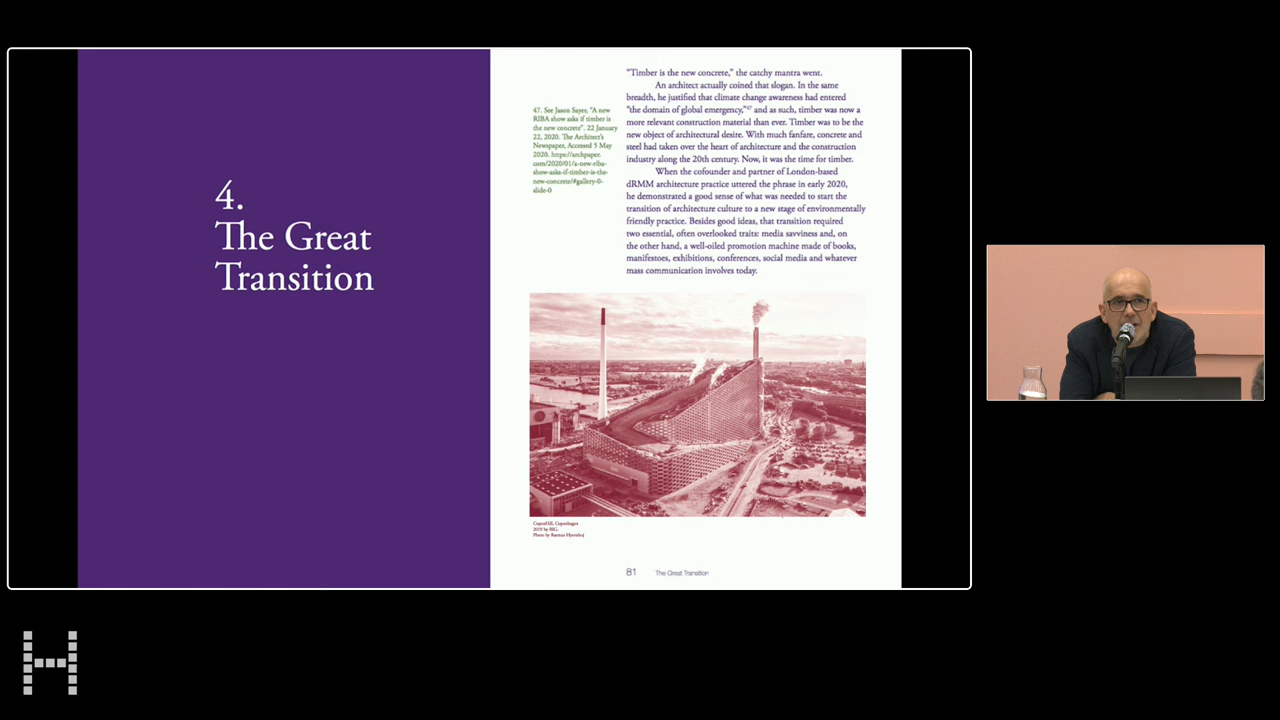 4.
The Great
Transition
47. See Jason Sayer, “A new
RIBA show asks if timber is
the new concrete”. 22 January
22, 2020. The Architect’s
Newspaper, Accessed 5 May
2020. https://archpaper.
com/2020/01/a-new-riba-
show-asks-if-timber-is-the-
new-concrete/#gallery-0-
slide-0
“Timber is the new concrete,” the catchy mantra went.
An architect actually coined that slogan. In the same
breadth, he justified that climate change awareness had entered
“the domain of global emergency,”47 and as such, timber was now a
more relevant construction material than ever. Timber was to be the
new object of architectural desire. With much fanfare, concrete and
steel had taken over the heart of architecture and the construction
industry along the 20th century. Now, it was the time for timber.
When the cofounder and partner of London-based
dRMM architecture practice uttered the phrase in early 2020,
he demonstrated a good sense of what was needed to start the
transition of architecture culture to a new stage of environmentally
friendly practice. Besides good ideas, that transition required
two essential, often overlooked traits: media savviness and, on
the other hand, a well-oiled promotion machine made of books,
manifestoes, exhibitions, conferences, social media and whatever
mass communication involves today.
CopenHill, Copenhagen
2019 by BIG.
Photo by Rasmus Hjortshoj
81 The Great Transition
H